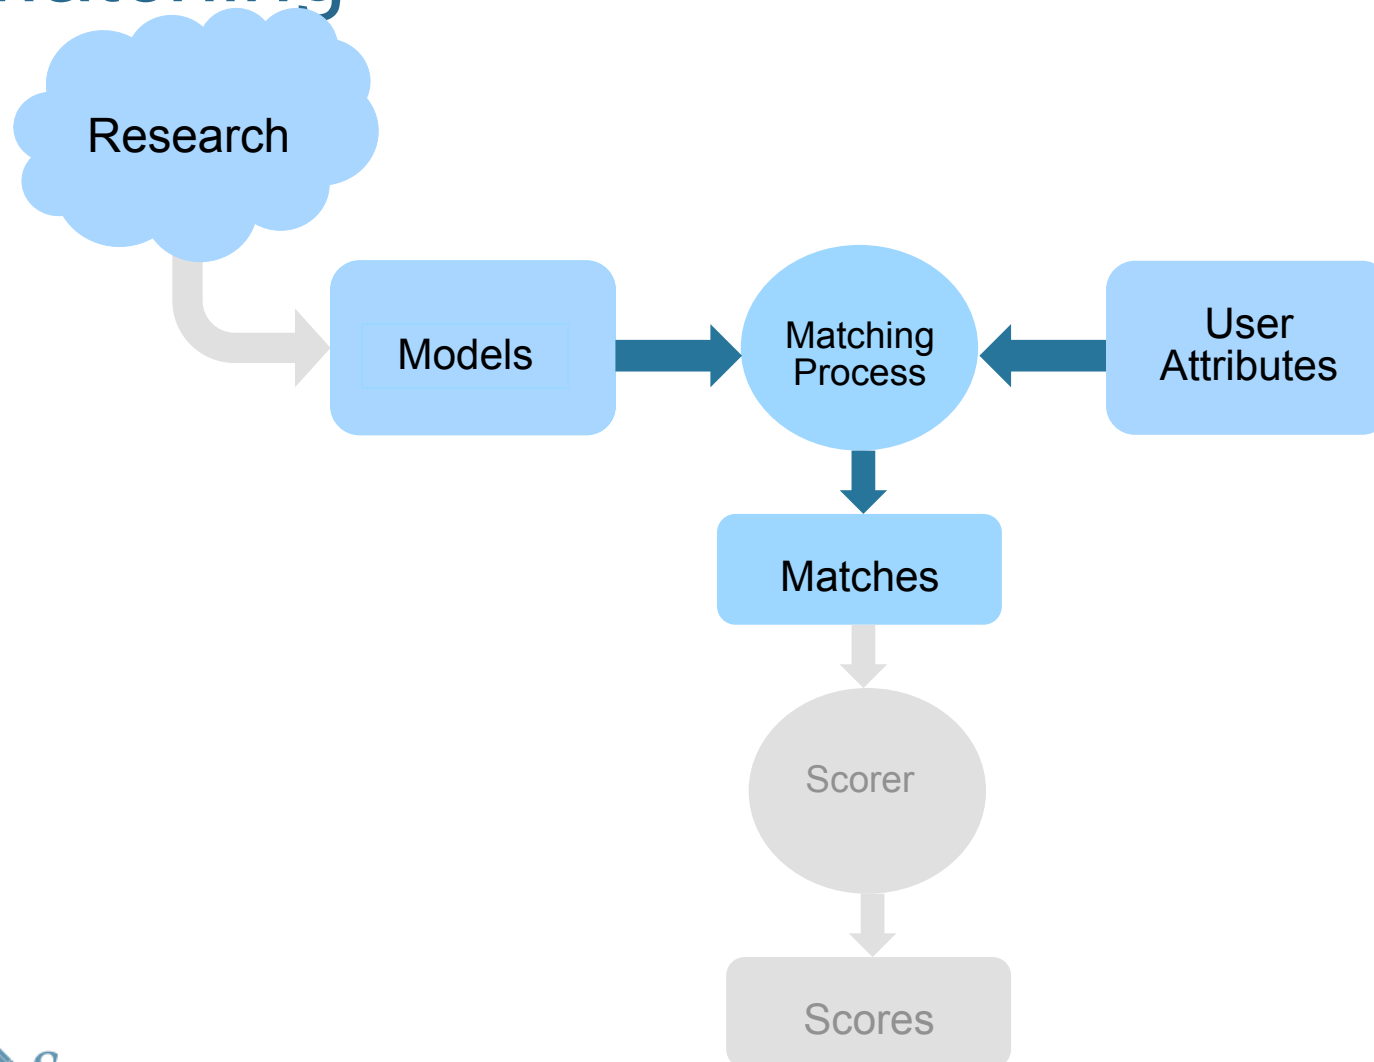 Research
Models
Matching
Process
User
Attributes
Matches
Scorer
Scores